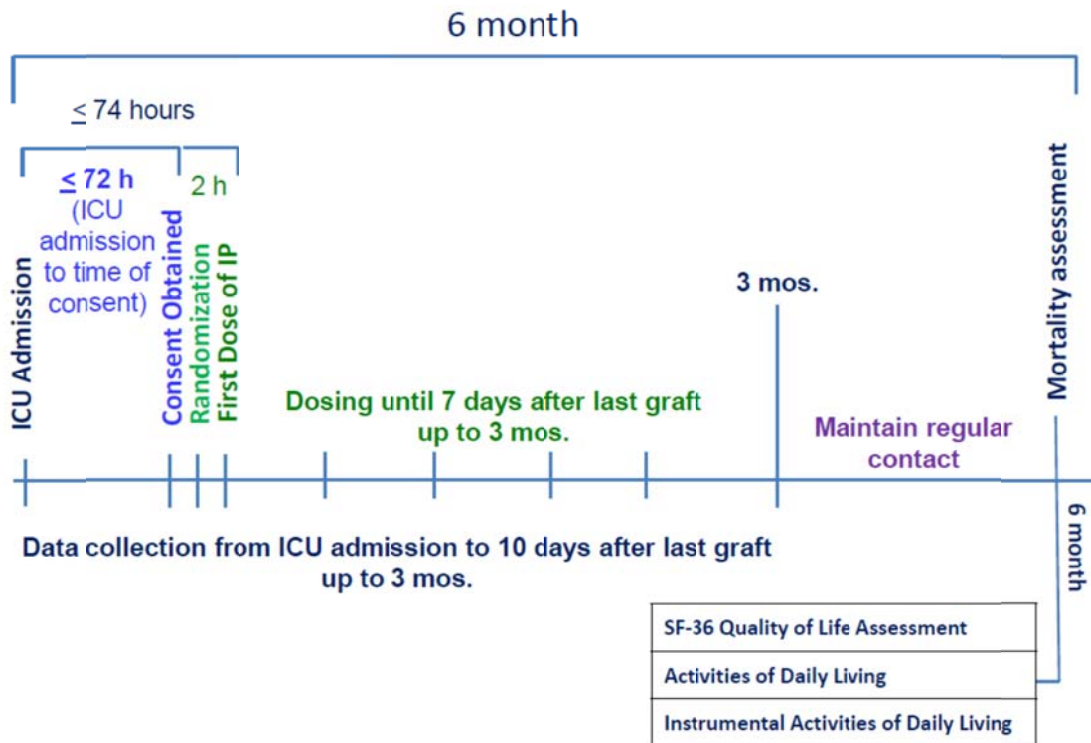 6 month
≤ 74 hours
≤ 72 h
(ICU
admission
to time of
consent)
2 h
ICU Admission
Consent Obtained
Randomization
First Dose of IP
Dosing until 7 days after last graft
up to 3 mos.
3 mos.
Maintain regular
contact
Mortality assessment
6 month
Data collection from ICU admission to 10 days after last graft
up to 3 mos.
SF-36 Quality of Life Assessment
Activities of Daily Living
Instrumental Activities of Daily Living